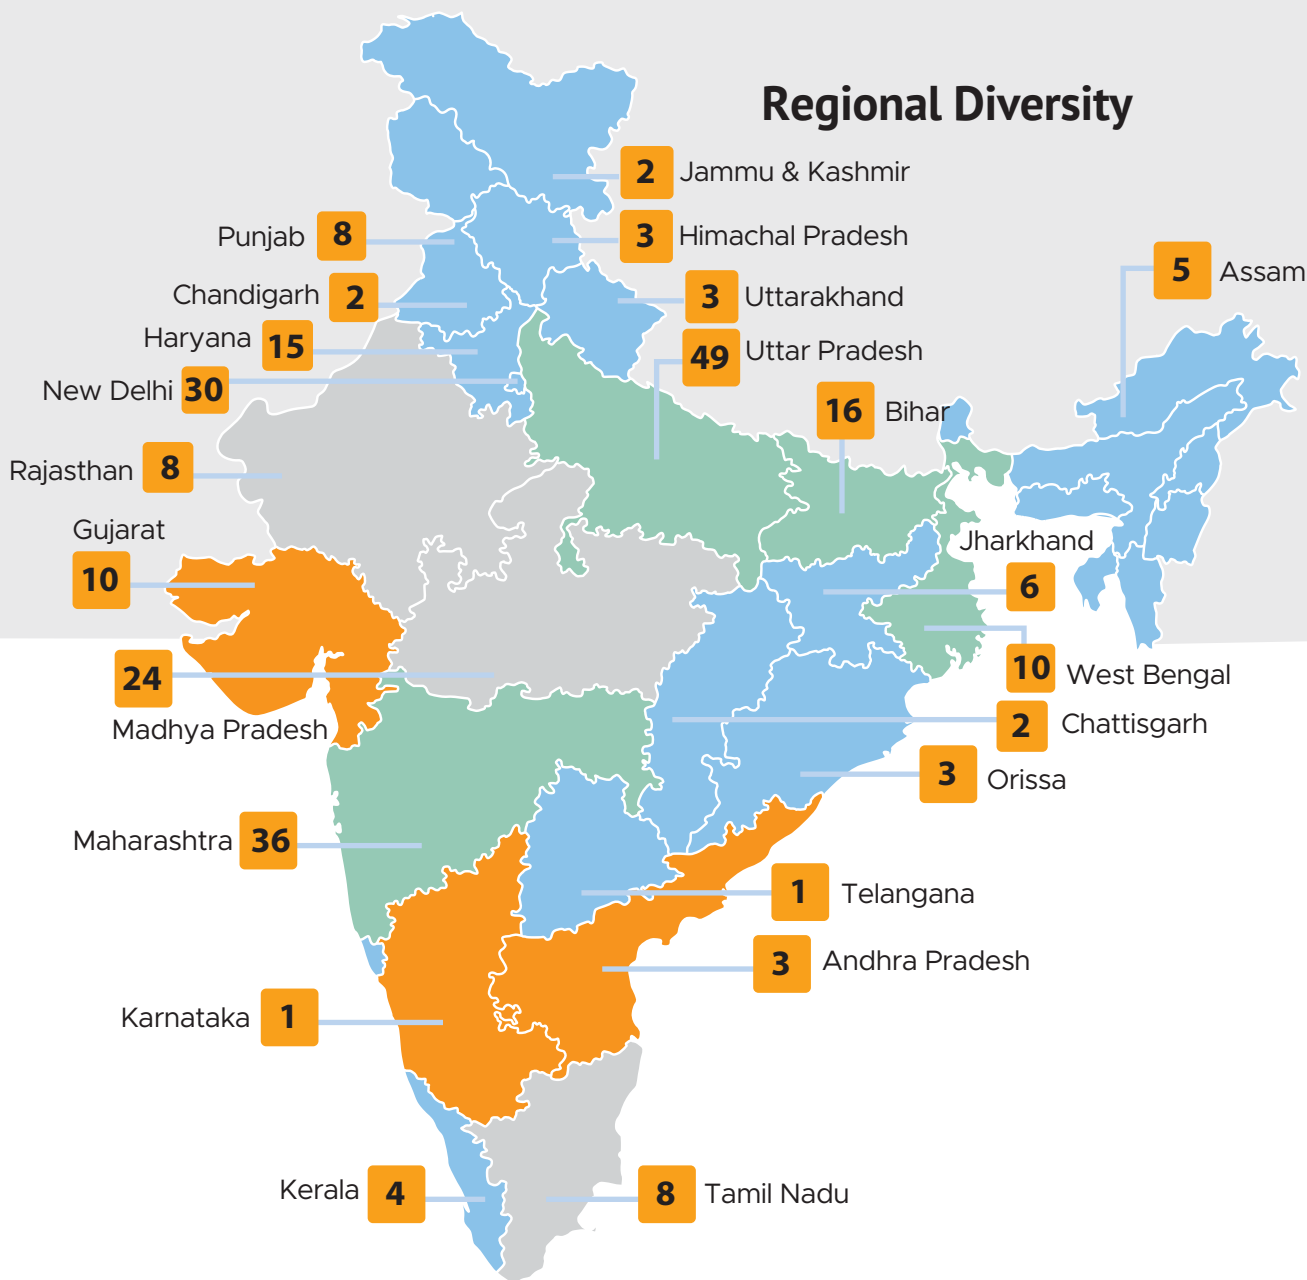 Regional Diversity
2 Jammu & Kashmir
Punjab 8
3 Himachal Pradesh
5 Assam
Chandigarh 2
3 Uttarakhand
Haryana 15
49 Uttar Pradesh
New Delhi 30
16 Bihar
Rajasthan 8
Gujarat
10
Jharkhand
6
24
Madhya Pradesh
10 West Bengal
2 Chattisgarh
3 Orissa
Maharashtra 36
1 Telangana
3 Andhra Pradesh
Karnataka 1
Kerala 4
8 Tamil Nadu